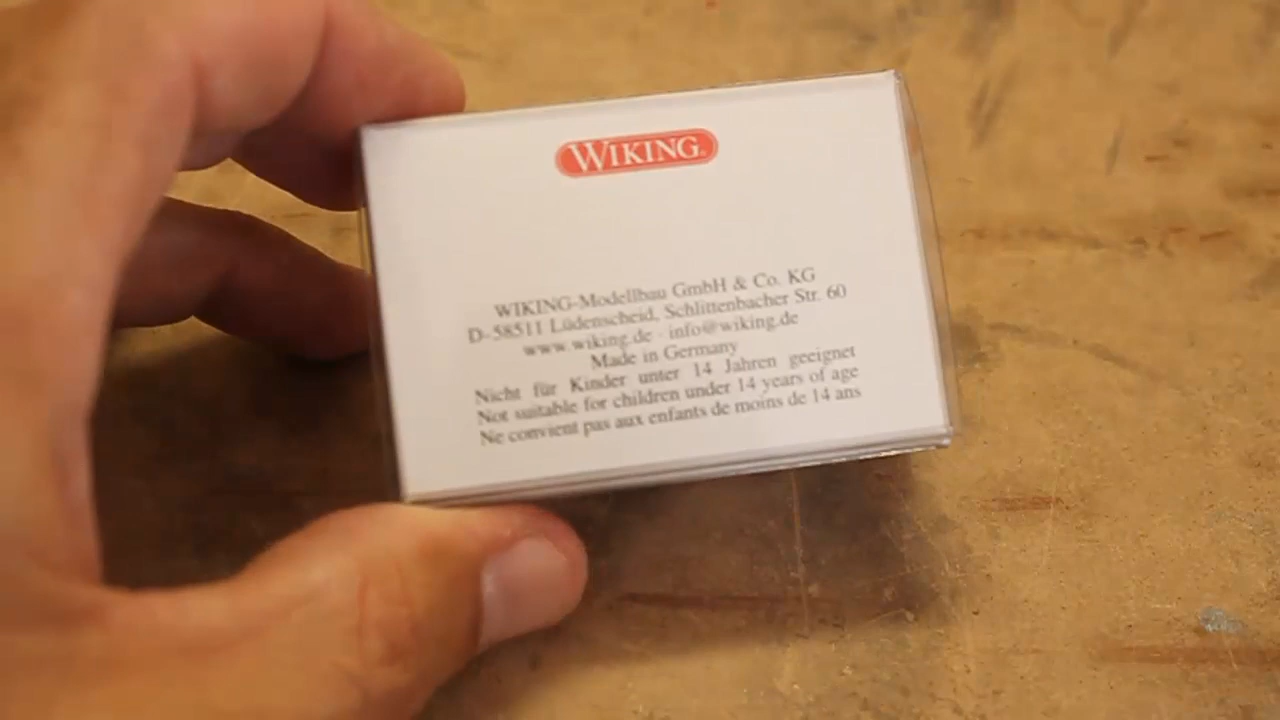 WIKING®
WIKING-Modellbau GmbH & Co. KG
D-58511 Lüdenscheid, Schlittenbacher Str. 60
www.wiking.de - info@wiking.de
Made in Germany
Nicht für Kinder unter 14 Jahren geeignet
Not suitable for children under 14 years of age
Ne convient pas aux enfants de moins de 14 ans